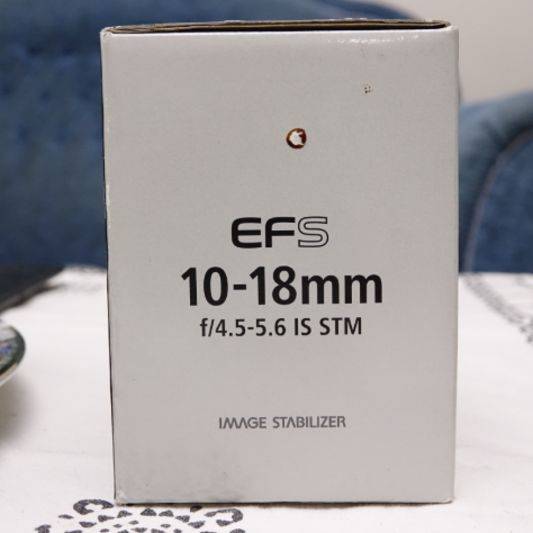 EFS
10-18mm
f/4.5-5.6 IS STM
IMAGE STABILIZER